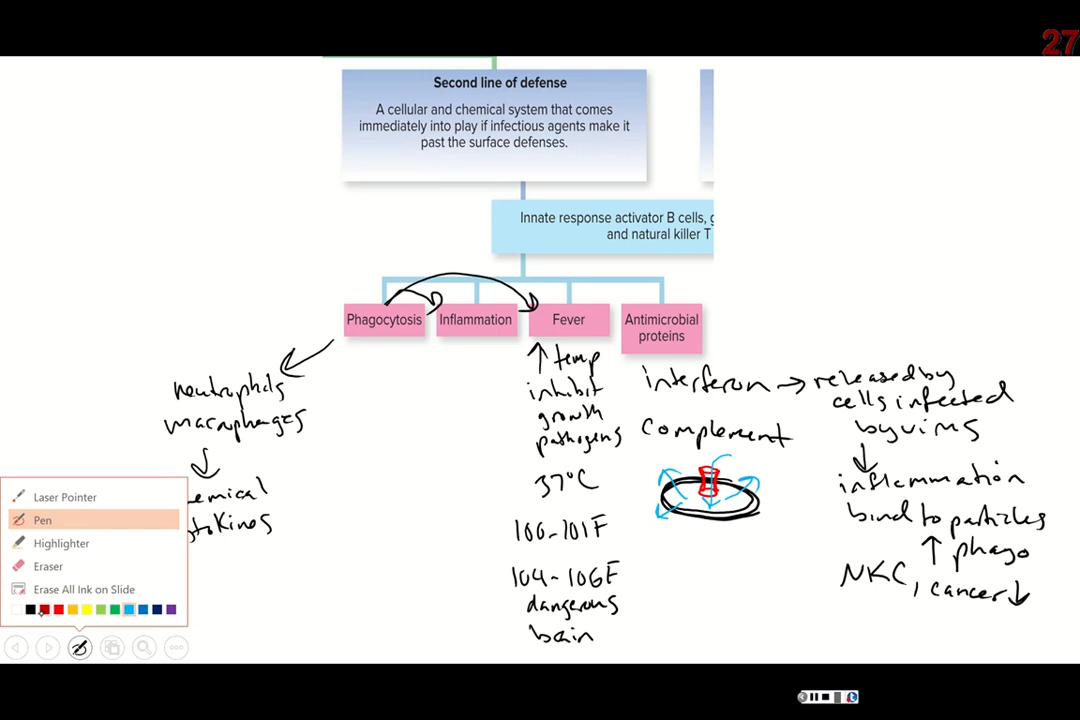 27
Second line of defense
A cellular and chemical system that comes
immediately into play if infectious agents make it
past the surface defenses.
Innate response activator B cells,
and natural killer T
Phagocytosis
Inflammation
Fever
Antimicrobial
proteins
neutrophils
macrophages
↑ temp
inhibit
growth
pathogens
37°C
100-101F
104-106F
dangerous
brain
interferon → released by
cells infected
by virus
complement
inflammation
bind to particles
↑ phago
NKC, cancer ↓
emical
tokines
Laser Pointer
Pen
Highlighter
Eraser
Erase All Ink on Slide